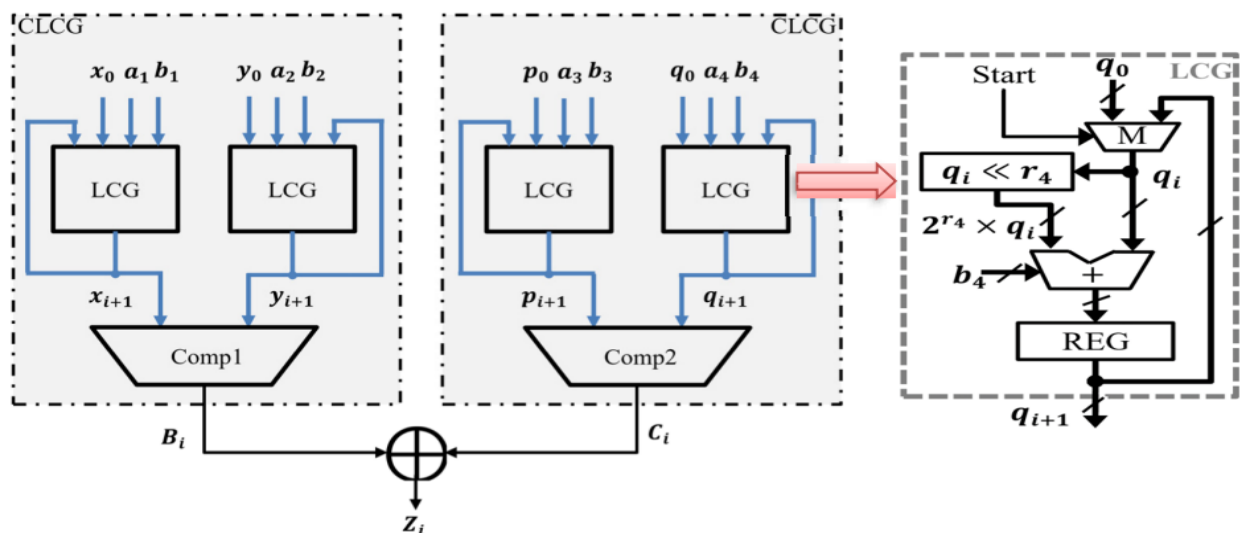 CLCG
CLCG
x₀ a₁ b₁
y₀ a₂ b₂
p₀ a₃ b₃
q₀ a₄ b₄
LCG
LCG
LCG
LCG
xᵢ₊₁
yᵢ₊₁
pᵢ₊₁
qᵢ₊₁
Comp1
Comp2
Bᵢ
Cᵢ
Zᵢ
LCG
Start
q₀
M
qᵢ ≪ r₄
qᵢ
2^{r₄} × qᵢ
b₄
+
REG
qᵢ₊₁